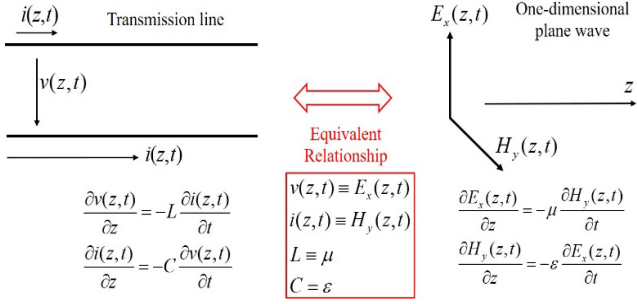 i(z,t)
Transmission line
v(z,t)
i(z,t)
∂v(z,t)/∂z = -L ∂i(z,t)/∂t
∂i(z,t)/∂z = -C ∂v(z,t)/∂t
Equivalent
Relationship
v(z,t) ≡ E_x(z,t)
i(z,t) ≡ H_y(z,t)
L ≡ μ
C = ε
E_x(z,t)
One-dimensional
plane wave
z
H_y(z,t)
∂E_x(z,t)/∂z = -μ ∂H_y(z,t)/∂t
∂H_y(z,t)/∂z = -ε ∂E_x(z,t)/∂t